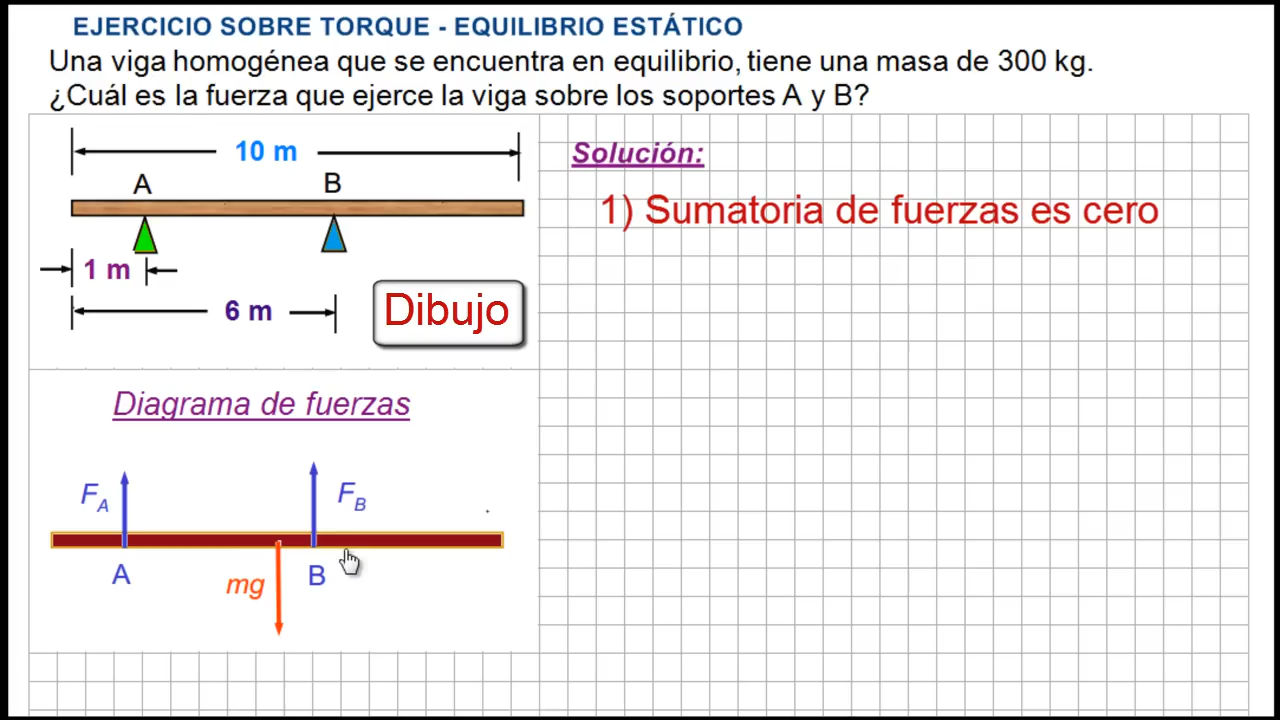 EJERCICIO SOBRE TORQUE - EQUILIBRIO ESTÁTICO
Una viga homogénea que se encuentra en equilibrio, tiene una masa de 300 kg.
¿Cuál es la fuerza que ejerce la viga sobre los soportes A y B?
10 m
A
B
1 m
6 m
Dibujo
Solución:
1) Sumatoria de fuerzas es cero
Diagrama de fuerzas
F_A
F_B
A
mg
B